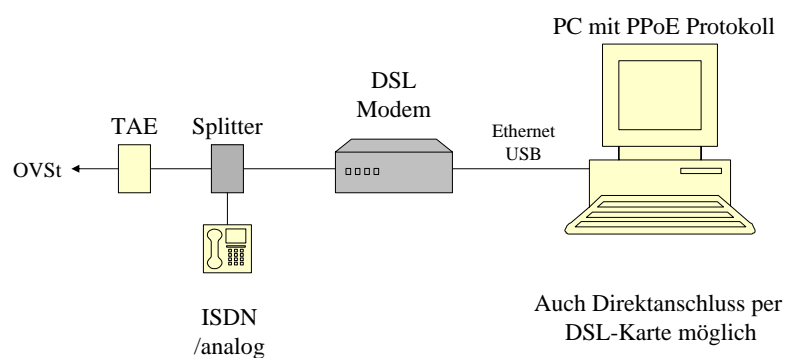 PC mit PPoE Protokoll
DSL
Modem
TAE
Splitter
Ethernet
USB
OVSt
ISDN
/analog
Auch Direktanschluss per
DSL-Karte möglich